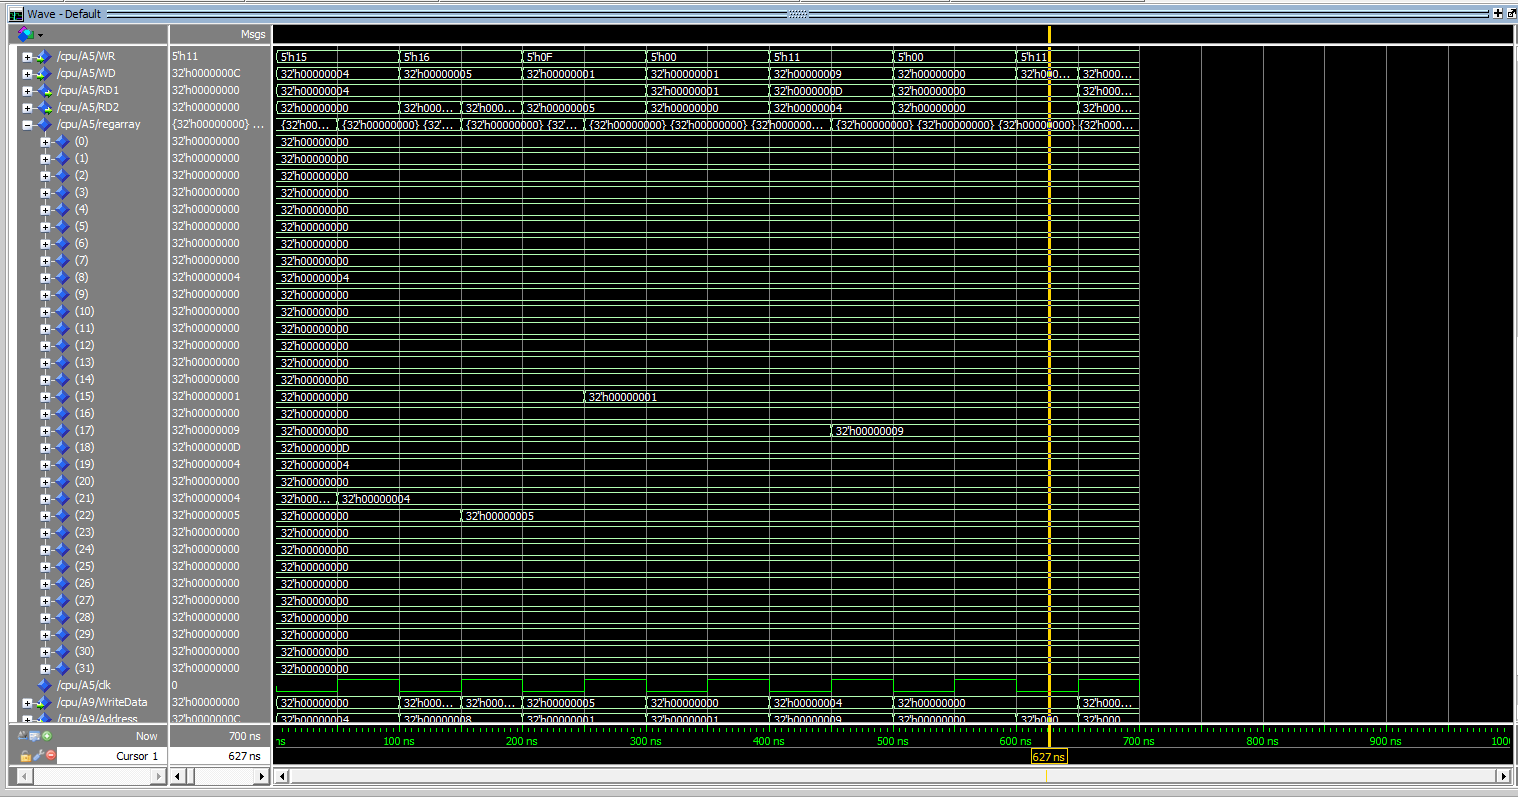 Wave - Default
Msgs
/cpu/A5/WR 5'h11 5'h15 5'h16 5'h0F 5'h00 5'h11 5'h00 5'h11
/cpu/A5/WD 32'h0000000C 32'h00000004 32'h00000005 32'h00000001 32'h00000001 32'h00000009 32'h00000000 32'h000... 32'h000...
/cpu/A5/RD1 32'h00000000 32'h00000004 32'h00000001 32'h0000000D 32'h00000000 32'h000...
/cpu/A5/RD2 32'h00000000 32'h00000000 32'h000... 32'h000... 32'h00000005 32'h00000000 32'h00000004 32'h00000000 32'h000...
/cpu/A5/regarray {32'h00000000} ... {32'h00... {32'h00000000} {32'... {32'h00000000} {32'... {32'h00000000} {32'h00000000} {32'h000000... {32'h00000000} {32'h00000000} {32'h00000000} {32'h000...
(0) 32'h00000000 32'h00000000
(1) 32'h00000000 32'h00000000
(2) 32'h00000000 32'h00000000
(3) 32'h00000000 32'h00000000
(4) 32'h00000000 32'h00000000
(5) 32'h00000000 32'h00000000
(6) 32'h00000000 32'h00000000
(7) 32'h00000000 32'h00000000
(8) 32'h00000004 32'h00000004
(9) 32'h00000000 32'h00000000
(10) 32'h00000000 32'h00000000
(11) 32'h00000000 32'h00000000
(12) 32'h00000000 32'h00000000
(13) 32'h00000000 32'h00000000
(14) 32'h00000000 32'h00000000
(15) 32'h00000001 32'h00000000 32'h00000001
(16) 32'h00000000 32'h00000000
(17) 32'h00000009 32'h00000000 32'h00000009
(18) 32'h0000000D 32'h0000000D
(19) 32'h00000004 32'h00000004
(20) 32'h00000000 32'h00000000
(21) 32'h00000004 32'h000... 32'h00000004
(22) 32'h00000005 32'h00000000 32'h00000005
(23) 32'h00000000 32'h00000000
(24) 32'h00000000 32'h00000000
(25) 32'h00000000 32'h00000000
(26) 32'h00000000 32'h00000000
(27) 32'h00000000 32'h00000000
(28) 32'h00000000 32'h00000000
(29) 32'h00000000 32'h00000000
(30) 32'h00000000 32'h00000000
(31) 32'h00000000 32'h00000000
/cpu/A5/clk 0
/cpu/A9/WriteData 32'h00000000 32'h00000000 32'h000... 32'h000... 32'h00000005 32'h00000000 32'h00000004 32'h00000000 32'h000...
/cpu/A9/Address 32'h0000000C 32'h00000004 32'h00000008 32'h00000001 32'h00000001 32'h00000009 32'h00000000 32'h000 32'h000
Now 700 ns ns 100 ns 200 ns 300 ns 400 ns 500 ns 600 ns 700 ns 800 ns 900 ns 100
Cursor 1 627 ns 627 ns